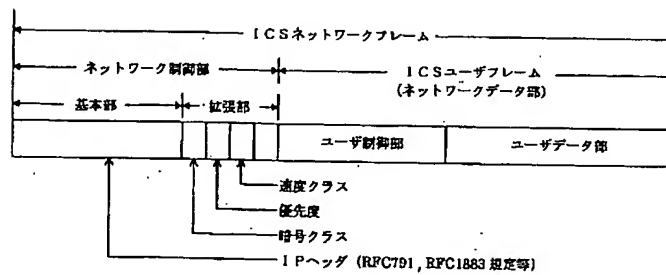 ICSネットワークフレーム
ネットワーク制御部
ICSユーザフレーム
(ネットワークデータ部)
基本部
拡張部
ユーザ制御部
ユーザデータ部
速度クラス
優先度
暗号クラス
IPヘッダ (RFC791, RFC1883 規定等)